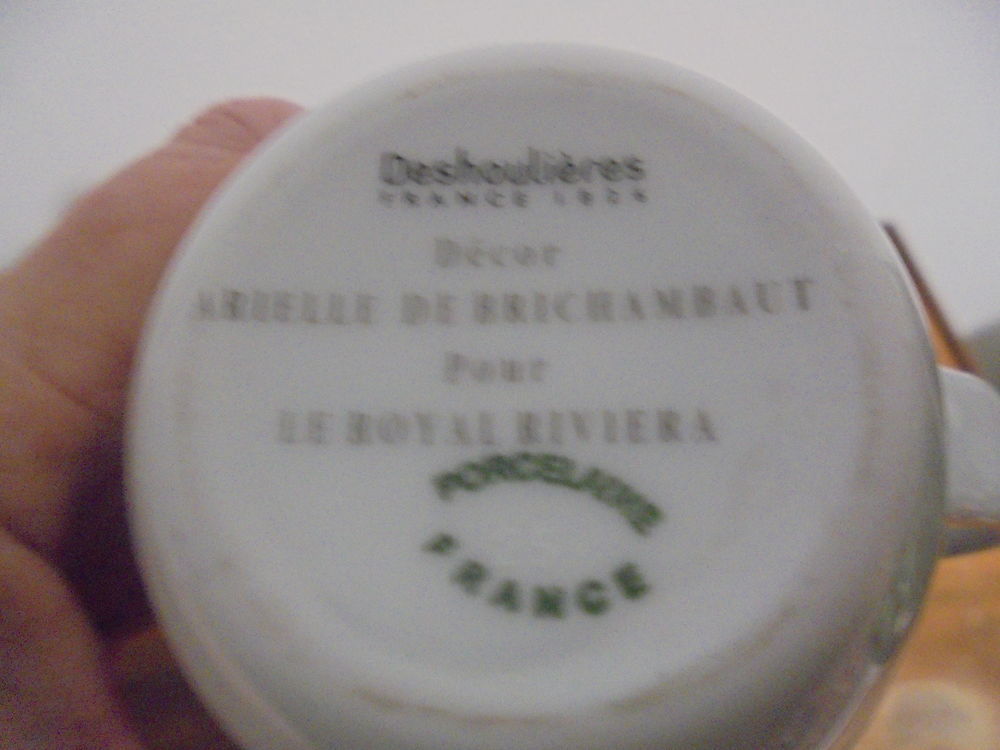 Deshoulières
FRANCE 1826
Décor
ARIELLE DE BRICHAMBAUT
Pour
LE ROYAL RIVIERA
PORCELAINE
FRANCE